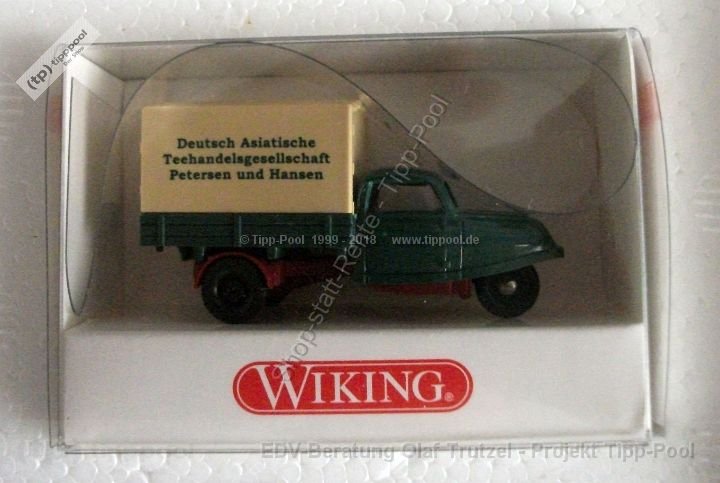 (tp) tipp:pool
Deutsch Asiatische
Teehandelsgesellschaft
Petersen und Hansen
© Tipp-Pool 1999 - 2018 www.tippool.de
Shop-statt-Rente - Tipp-Pool
WIKING®
EDV-Beratung Olaf Trutzel - Projekt Tipp-Pool